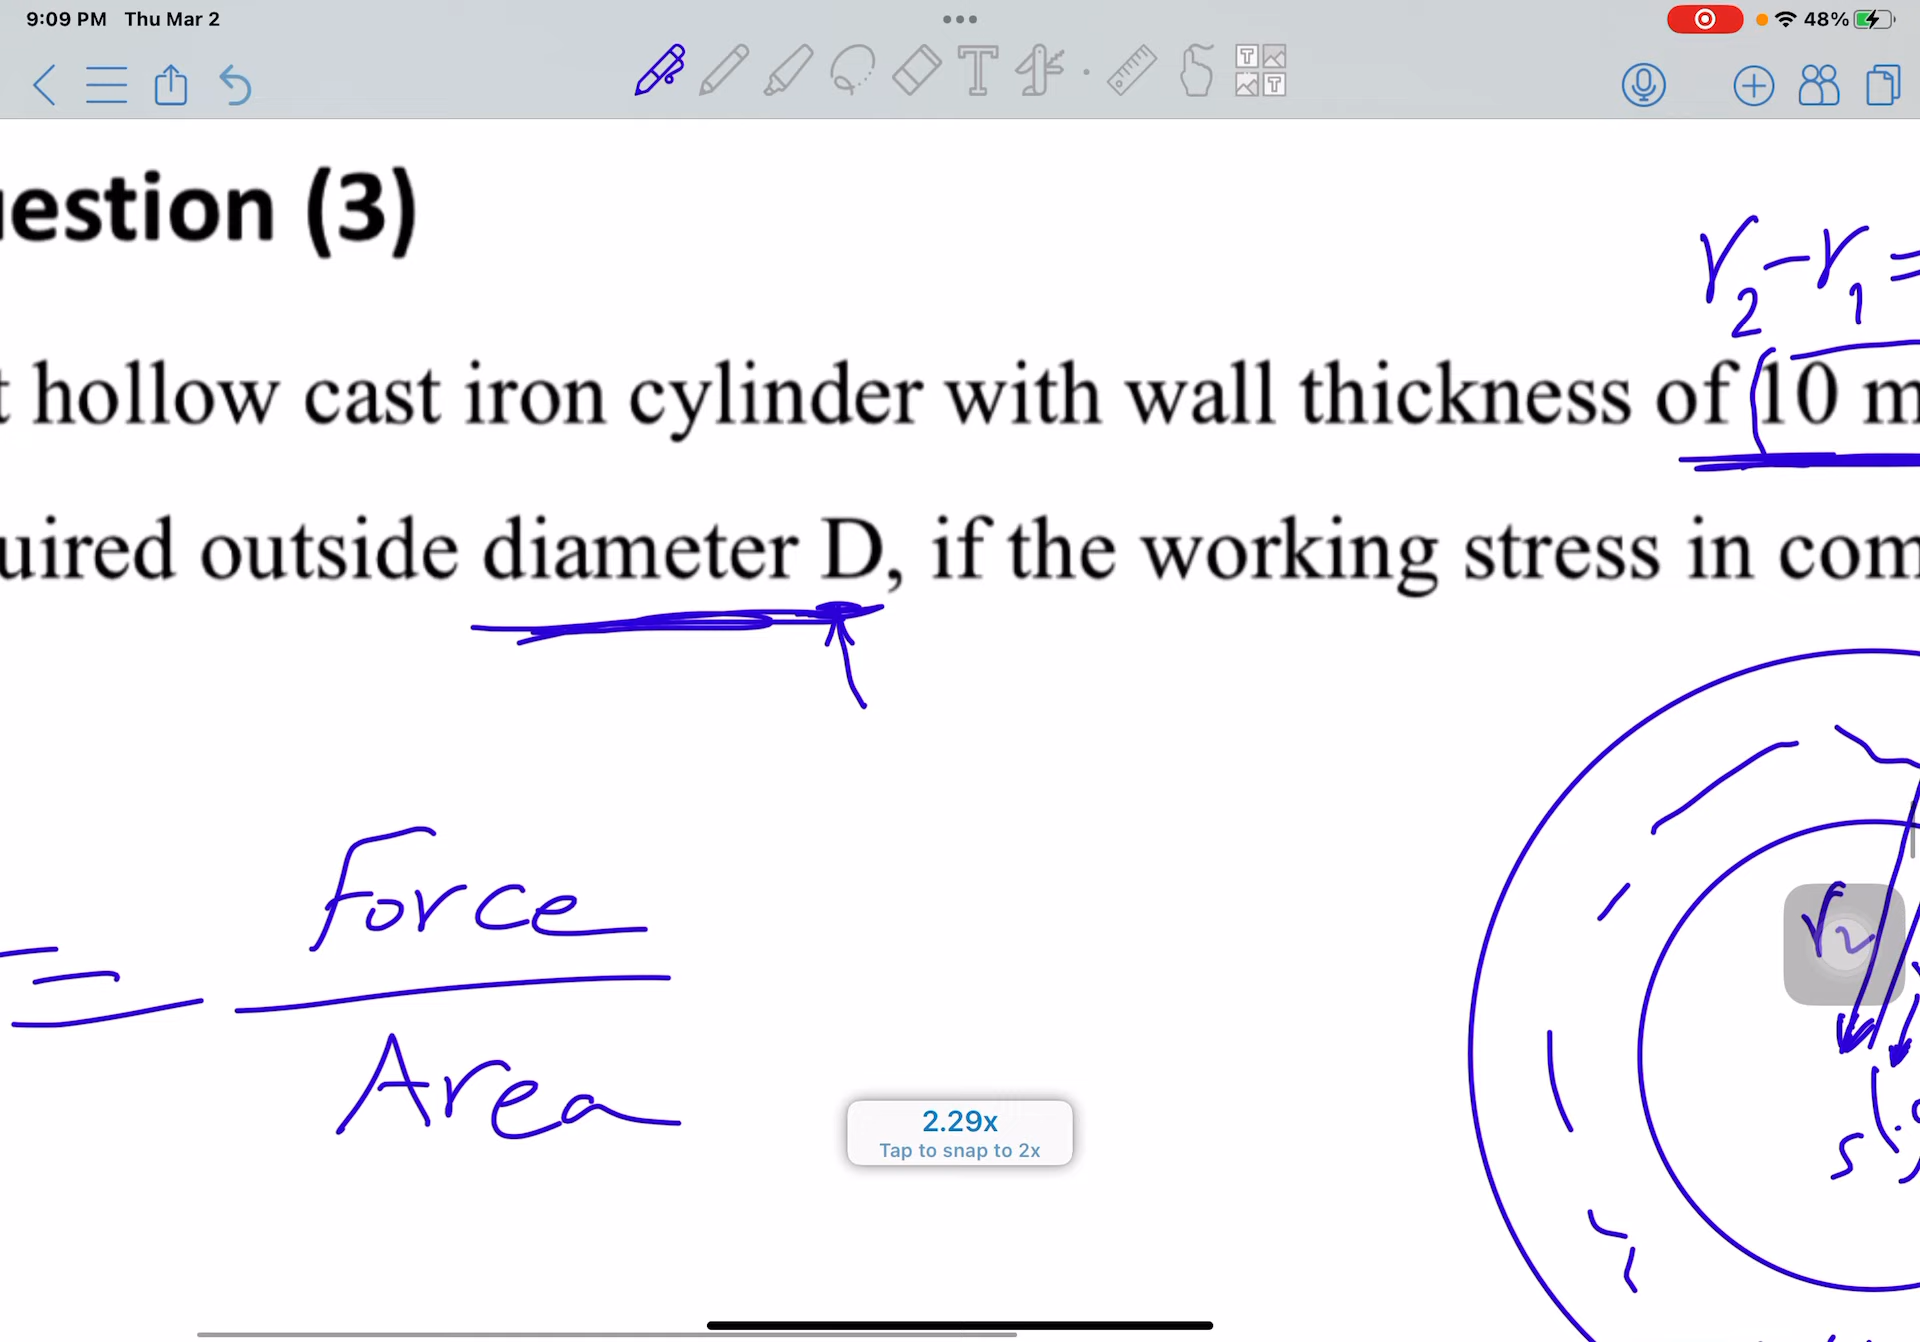 9:09 PM Thu Mar 2
48%
T
uestion (3)
r2-r1=
hollow cast iron cylinder with wall thickness of 10 m
uired outside diameter D, if the working stress in com
= Force
Area
r2
2.29x
Tap to snap to 2x